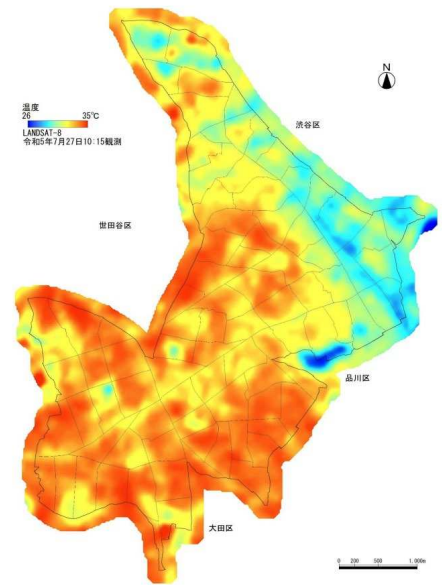 N
渋谷区
温度
26 35℃
LANDSAT-8
令和5年7月27日10:15観測
世田谷区
品川区
大田区
0 200 500 1,000m